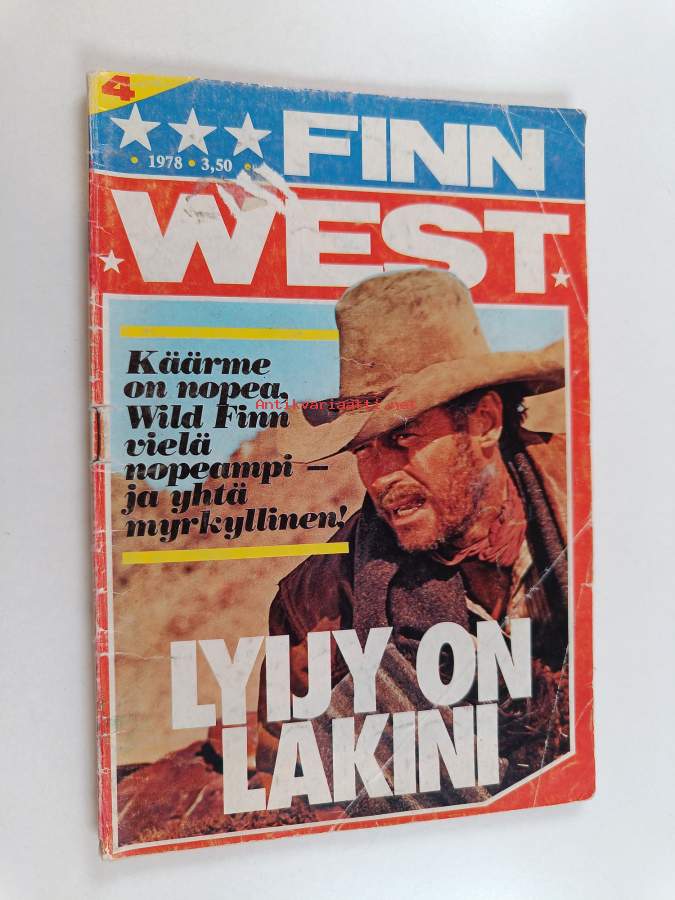 4
• 1978 • 3,50 •
FINN
WEST
Käärme
on nopea,
Wild Finn
vielä
nopeampi –
ja yhtä
myrkyllinen!
Antikvariaatti.net
LYIJY ON
LAKINI